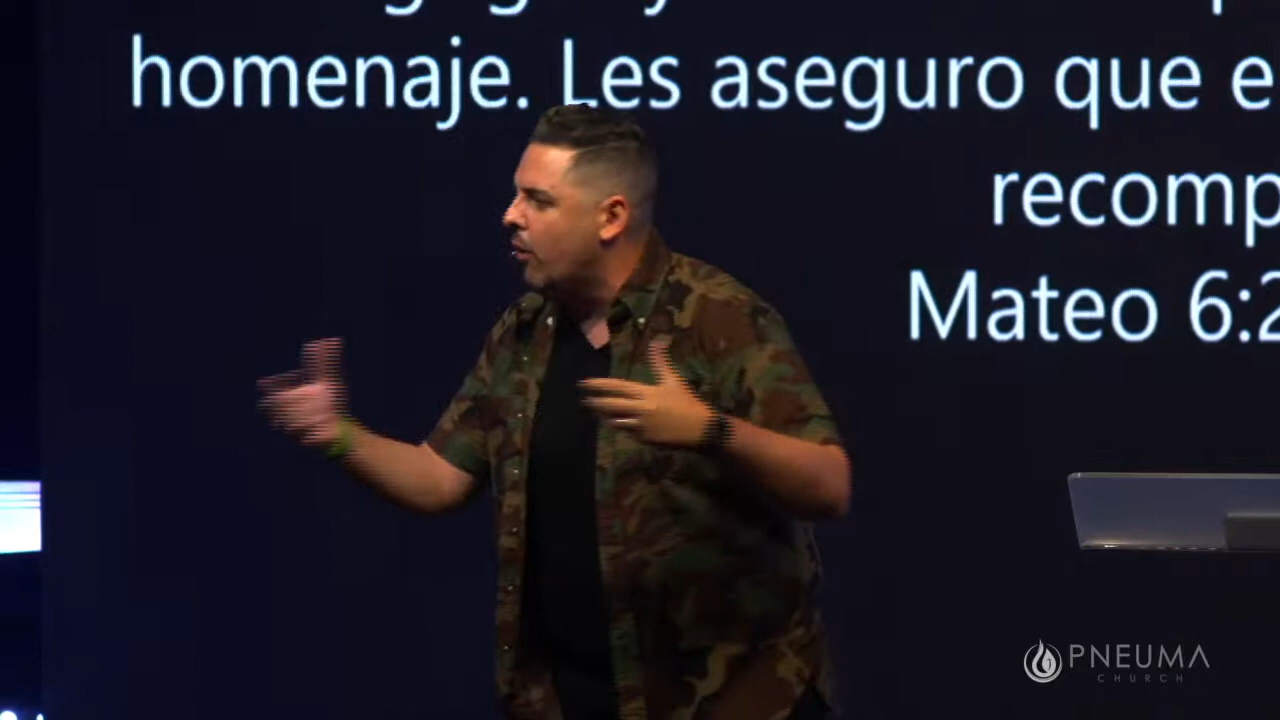 homenaje. Les aseguro que e
recomp
Mateo 6:2
PNEUMA
CHURCH